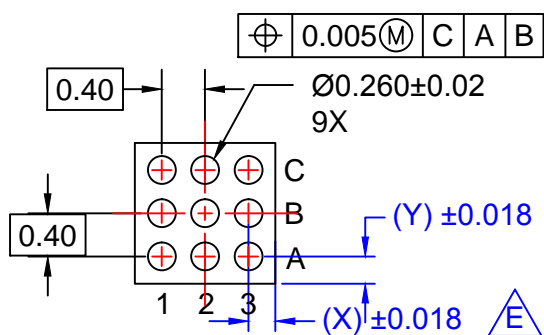 ⌖ 0.005Ⓜ C A B
0.40
Ø0.260±0.02
9X
C
B
(Y) ±0.018
0.40
A
1 2 3
(X) ±0.018
E